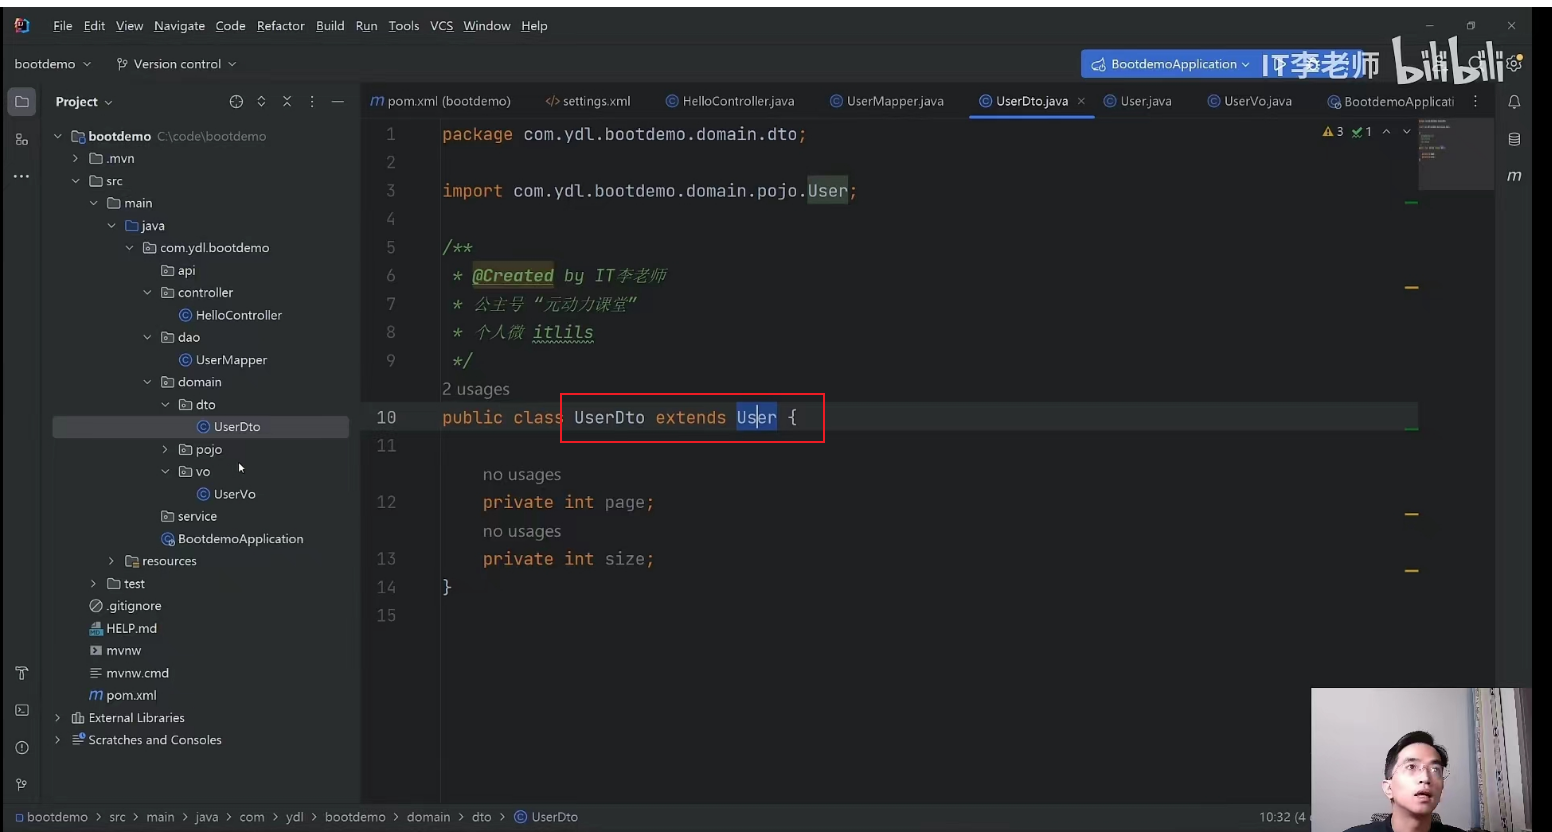 File Edit View Navigate Code Refactor Build Run Tools VCS Window Help
bootdemo Version control BootdemoApplication IT李老师 bilibili
Project
pom.xml (bootdemo) settings.xml HelloController.java UserMapper.java UserDto.java User.java UserVo.java BootdemoApplicati
bootdemo C:\code\bootdemo
.mvn
src
main
java
com.ydl.bootdemo
api
controller
HelloController
dao
UserMapper
domain
dto
UserDto
pojo
vo
UserVo
service
BootdemoApplication
resources
test
.gitignore
HELP.md
mvnw
mvnw.cmd
pom.xml
External Libraries
Scratches and Consoles
1 package com.ydl.bootdemo.domain.dto;
2
3 import com.ydl.bootdemo.domain.pojo.User;
4
5 /**
6 * @Created by IT李老师
7 * 公主号 “元动力课堂”
8 * 个人微 itlils
9 */
2 usages
10 public class UserDto extends User {
11
no usages
12 private int page;
no usages
13 private int size;
14 }
15
3 1
m
bootdemo > src > main > java > com > ydl > bootdemo > domain > dto > UserDto
10:32 (4